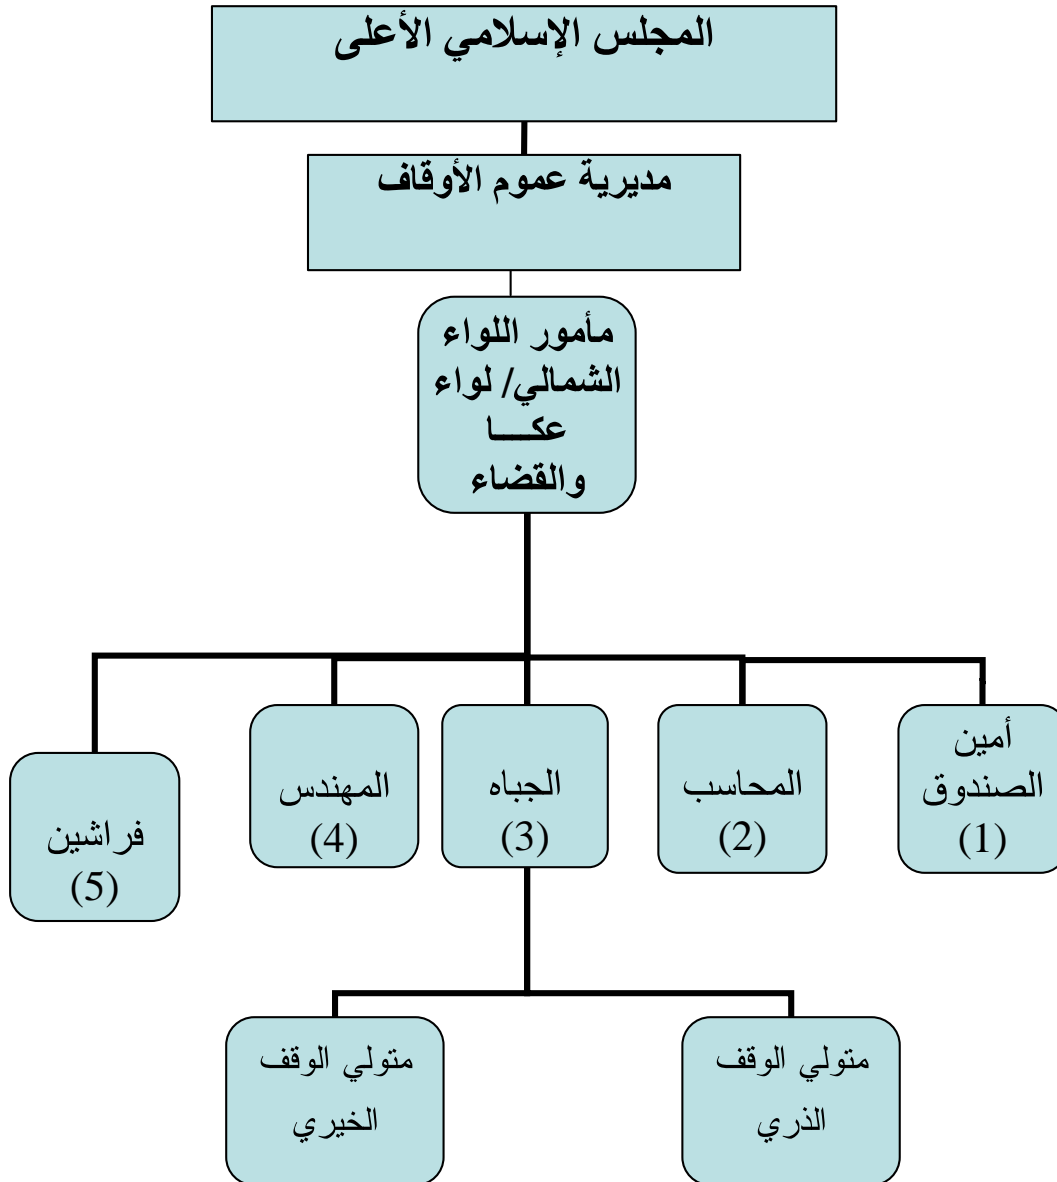 المجلس الإسلامي الأعلى
مديرية عموم الأوقاف
مأمور اللواء
الشمالي/ لواء
عكــــا
والقضاء
أمين
الصندوق
(1)
المحاسب
(2)
الجباه
(3)
المهندس
(4)
فراشين
(5)
متولي الوقف
الذري
متولي الوقف
الخيري